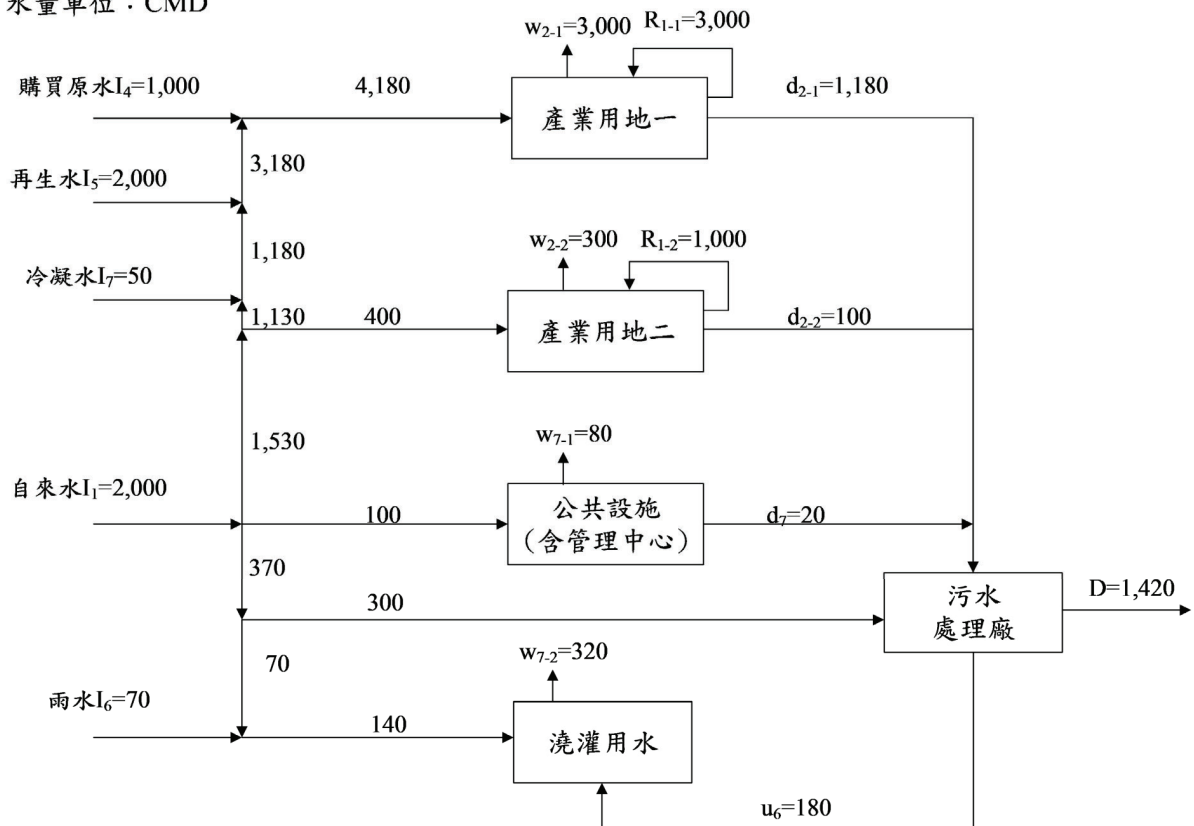 水量單位：CMD
w₂₋₁=3,000
R₁₋₁=3,000
購買原水I₄=1,000
4,180
產業用地一
d₂₋₁=1,180
3,180
再生水I₅=2,000
1,180
w₂₋₂=300
R₁₋₂=1,000
冷凝水I₇=50
1,130
400
產業用地二
d₂₋₂=100
1,530
w₇₋₁=80
自來水I₁=2,000
100
公共設施
（含管理中心）
d₇=20
370
300
污水
處理廠
D=1,420
70
w₇₋₂=320
雨水I₆=70
140
澆灌用水
u₆=180